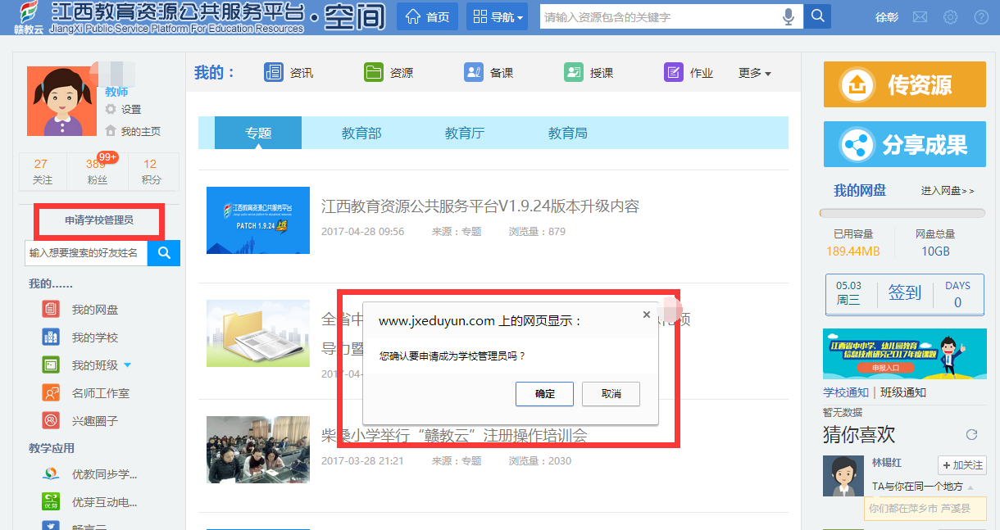 江西教育资源公共服务平台·空间
JiangXi Public Service Platform For Education Resources
赣教云
首页
导航
请输入资源包含的关键字
徐彰
教师
设置
我的主页
27
关注
99+
389
粉丝
12
积分
申请学校管理员
输入想要搜索的好友姓名
我的......
我的网盘
我的学校
我的班级
名师工作室
兴趣圈子
教学应用
优教同步学...
优芽
优芽互动电...
畅言云
我的：
资讯
资源
备课
授课
作业
更多
专题
教育部
教育厅
教育局
江西教育资源公共服务平台
PATCH 1.9.24
江西教育资源公共服务平台V1.9.24版本升级内容
2017-04-28 09:56 来源：专题 浏览量：879
全省中
导力暨
2017-04-
www.jxeduyun.com 上的网页显示：
×
您确认要申请成为学校管理员吗？
确定
取消
柴桑小学举行“赣教云”注册操作培训会
2017-03-28 21:21 来源：专题 浏览量：2030
传资源
分享成果
我的网盘
进入网盘>>
已用容量
189.44MB
网盘总量
10GB
05.03
周三
签到
DAYS
0
江西省中小学、幼儿园教育
信息技术研究2017年度课题
申报入口
学校通知 | 班级通知
暂无数据
猜你喜欢
林锡红
+加关注
TA与你在同一个地方
你们都在萍乡市 芦溪县